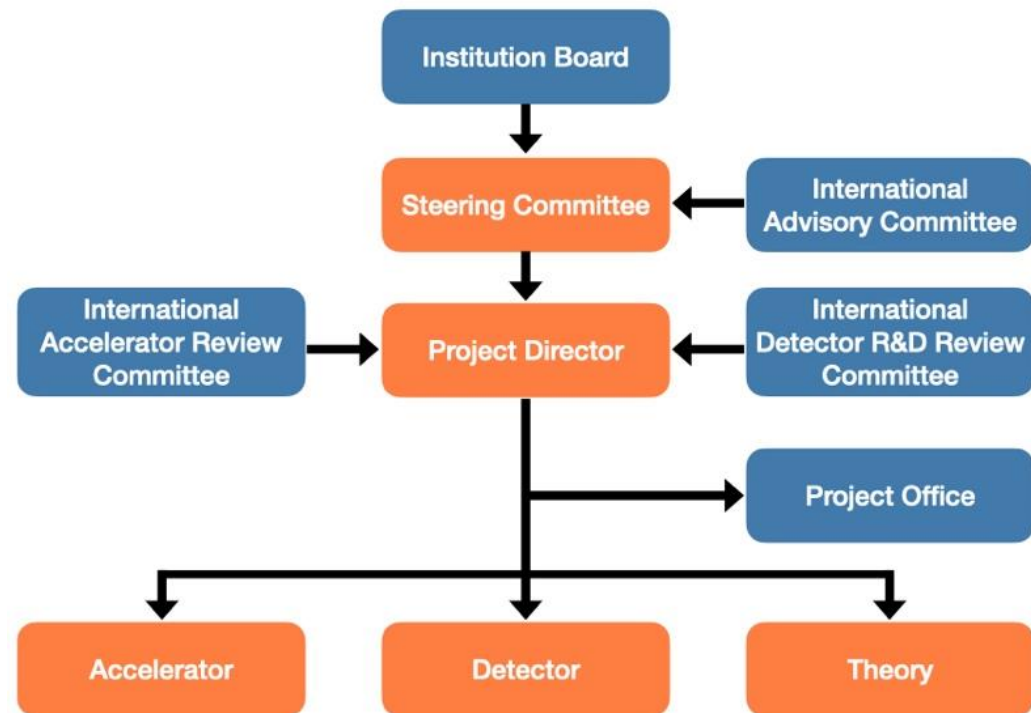 Institution Board
Steering Committee
International
Advisory Committee
International
Accelerator Review
Committee
Project Director
International
Detector R&D Review
Committee
Project Office
Accelerator
Detector
Theory